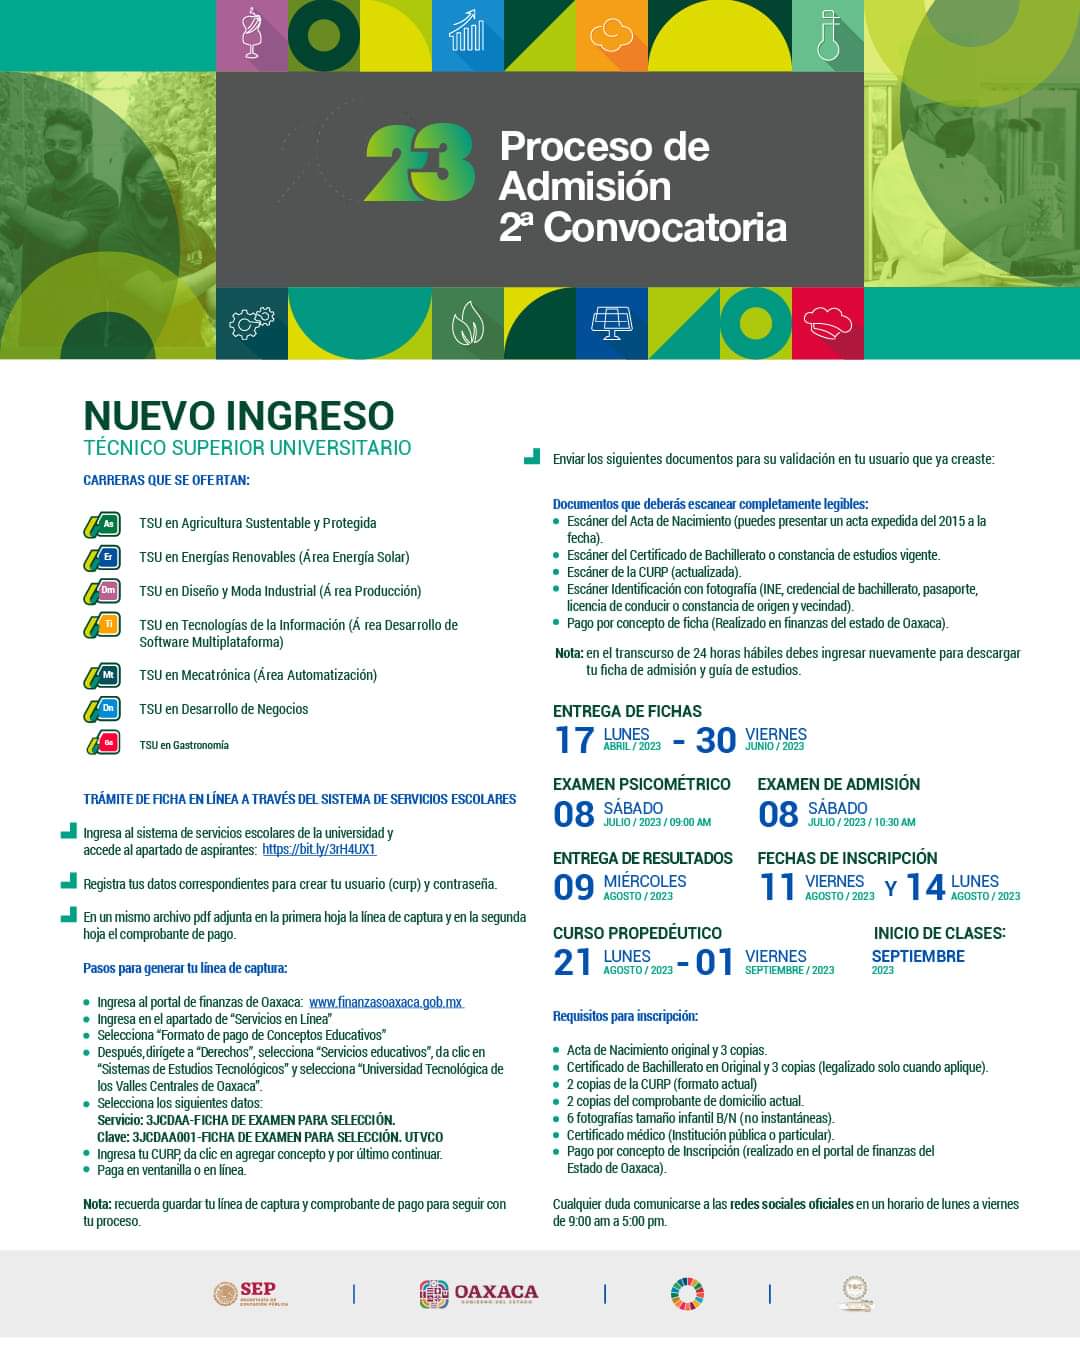 23
Proceso de
Admisión
2ª Convocatoria
NUEVO INGRESO
TÉCNICO SUPERIOR UNIVERSITARIO
CARRERAS QUE SE OFERTAN:
As TSU en Agricultura Sustentable y Protegida
Er TSU en Energías Renovables (Área Energía Solar)
Dm TSU en Diseño y Moda Industrial (Á rea Producción)
Ti TSU en Tecnologías de la Información (Á rea Desarrollo de
Software Multiplataforma)
Mt TSU en Mecatrónica (Área Automatización)
Dn TSU en Desarrollo de Negocios
TSU en Gastronomía
TRÁMITE DE FICHA EN LÍNEA A TRAVÉS DEL SISTEMA DE SERVICIOS ESCOLARES
Ingresa al sistema de servicios escolares de la universidad y
accede al apartado de aspirantes: https://bit.ly/3rH4UX1
Registra tus datos correspondientes para crear tu usuario (curp) y contraseña.
En un mismo archivo pdf adjunta en la primera hoja la línea de captura y en la segunda
hoja el comprobante de pago.
Pasos para generar tu línea de captura:
Ingresa al portal de finanzas de Oaxaca: www.finanzasoaxaca.gob.mx
Ingresa en el apartado de “Servicios en Línea”
Selecciona “Formato de pago de Conceptos Educativos”
Después, dirígete a “Derechos”, selecciona “Servicios educativos”, da clic en
“Sistemas de Estudios Tecnológicos” y selecciona “Universidad Tecnológica de
los Valles Centrales de Oaxaca”.
Selecciona los siguientes datos:
Servicio: 3JCDAA-FICHA DE EXAMEN PARA SELECCIÓN.
Clave: 3JCDAA001-FICHA DE EXAMEN PARA SELECCIÓN. UTVCO
Ingresa tu CURP, da clic en agregar concepto y por último continuar.
Paga en ventanilla o en línea.
Nota: recuerda guardar tu línea de captura y comprobante de pago para seguir con
tu proceso.
Enviar los siguientes documentos para su validación en tu usuario que ya creaste:
Documentos que deberás escanear completamente legibles:
Escáner del Acta de Nacimiento (puedes presentar un acta expedida del 2015 a la
fecha).
Escáner del Certificado de Bachillerato o constancia de estudios vigente.
Escáner de la CURP (actualizada).
Escáner Identificación con fotografía (INE, credencial de bachillerato, pasaporte,
licencia de conducir o constancia de origen y vecindad).
Pago por concepto de ficha (Realizado en finanzas del estado de Oaxaca).
Nota: en el transcurso de 24 horas hábiles debes ingresar nuevamente para descargar
tu ficha de admisión y guía de estudios.
ENTREGA DE FICHAS
17 LUNES ABRIL / 2023 - 30 VIERNES JUNIO / 2023
EXAMEN PSICOMÉTRICO
08 SÁBADO JULIO / 2023 / 09:00 AM
EXAMEN DE ADMISIÓN
08 SÁBADO JULIO / 2023 / 10:30 AM
ENTREGA DE RESULTADOS
09 MIÉRCOLES AGOSTO / 2023
FECHAS DE INSCRIPCIÓN
11 VIERNES AGOSTO / 2023 Y 14 LUNES AGOSTO / 2023
CURSO PROPEDÉUTICO
21 LUNES AGOSTO / 2023 - 01 VIERNES SEPTIEMBRE / 2023
INICIO DE CLASES:
SEPTIEMBRE
2023
Requisitos para inscripción:
Acta de Nacimiento original y 3 copias.
Certificado de Bachillerato en Original y 3 copias (legalizado solo cuando aplique).
2 copias de la CURP (formato actual)
2 copias del comprobante de domicilio actual.
6 fotografías tamaño infantil B/N (no instantáneas).
Certificado médico (Institución pública o particular).
Pago por concepto de Inscripción (realizado en el portal de finanzas del
Estado de Oaxaca).
Cualquier duda comunicarse a las redes sociales oficiales en un horario de lunes a viernes
de 9:00 am a 5:00 pm.
SEP
SECRETARÍA DE
EDUCACIÓN PÚBLICA
OAXACA
GOBIERNO DEL ESTADO